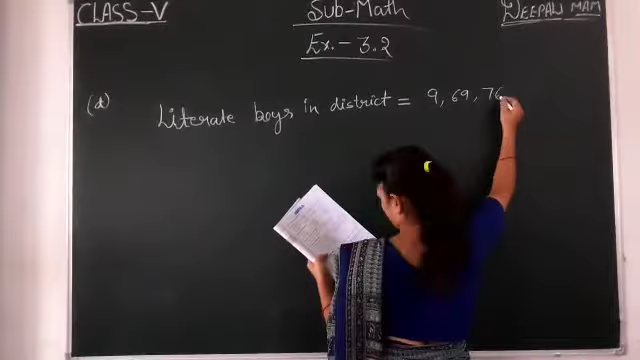 CLASS-V Sub-Math DEEPALI MAM
Ex.-3.2
(d) Literate boys in district = 9,69,76